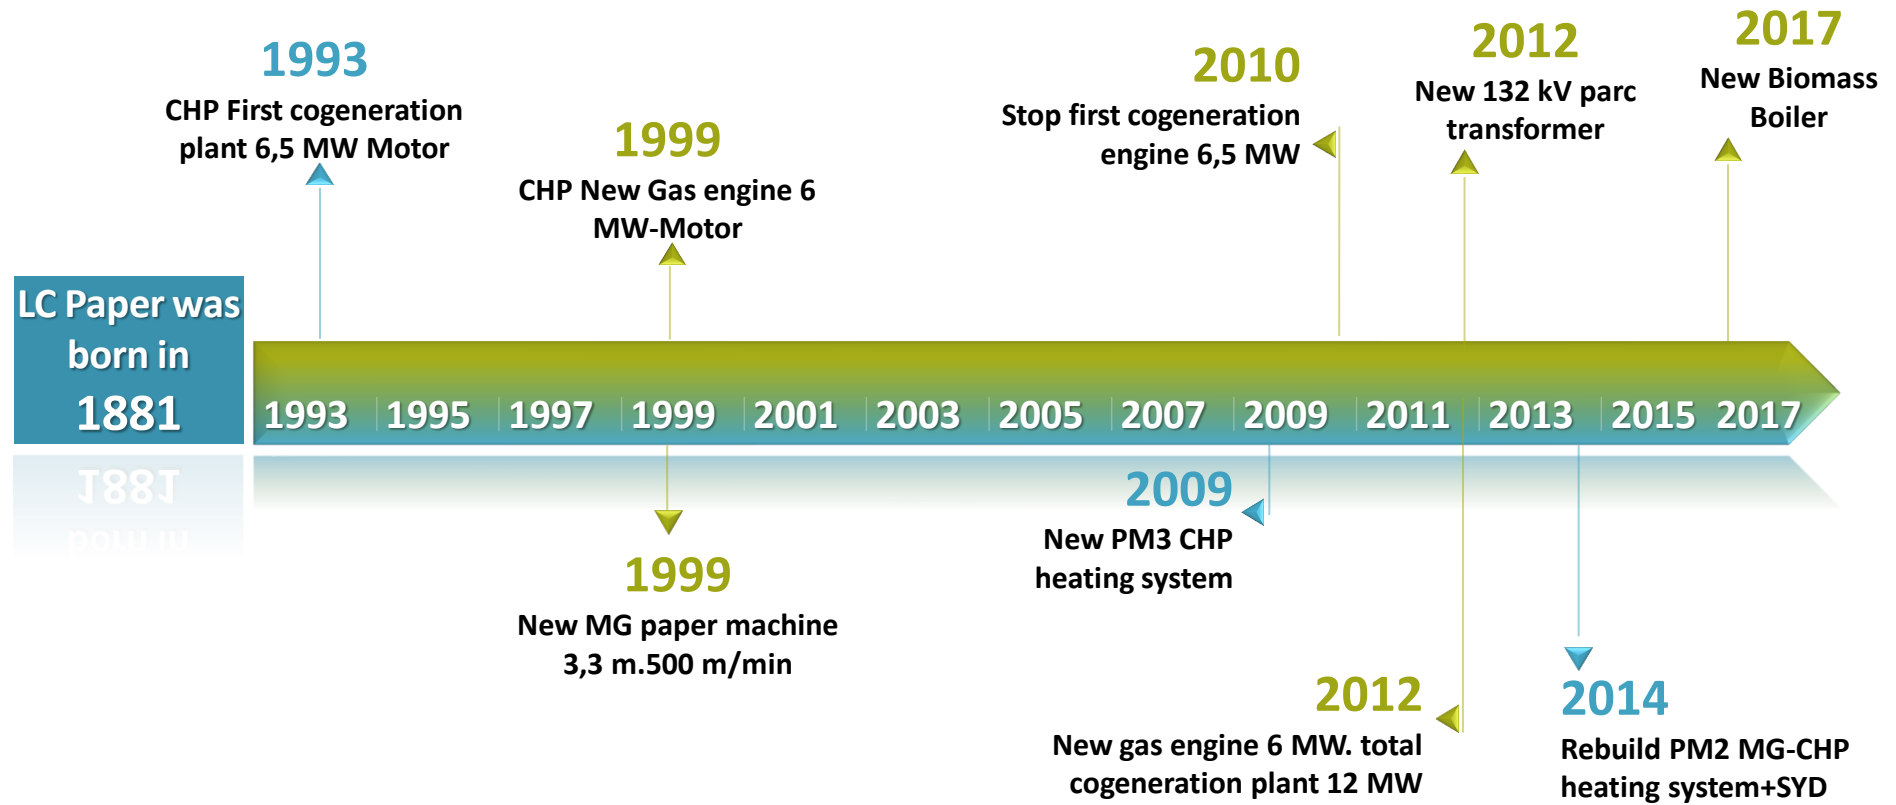 1993
CHP First cogeneration
plant 6,5 MW Motor
1999
CHP New Gas engine 6
MW-Motor
2010
Stop first cogeneration
engine 6,5 MW
2012
New 132 kV parc
transformer
2017
New Biomass
Boiler
LC Paper was
born in
1881
1993 1995 1997 1999 2001 2003 2005 2007 2009 2011 2013 2015 2017
1999
New MG paper machine
3,3 m.500 m/min
2009
New PM3 CHP
heating system
2012
New gas engine 6 MW. total
cogeneration plant 12 MW
2014
Rebuild PM2 MG-CHP
heating system+SYD